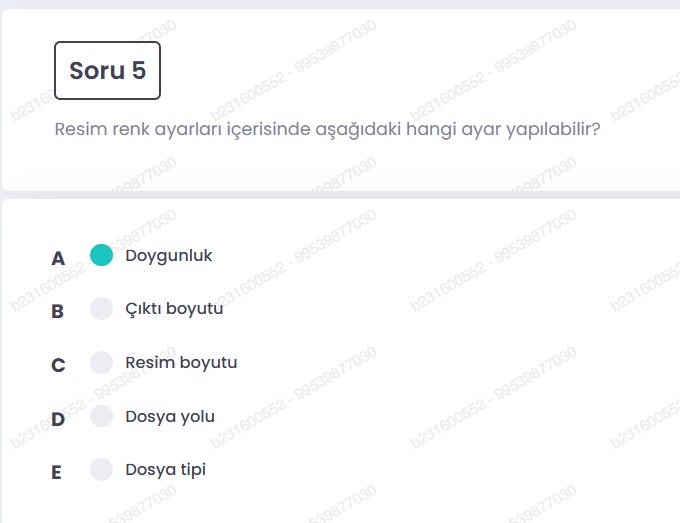 Soru 5
Resim renk ayarları içerisinde aşağıdaki hangi ayar yapılabilir?
A Doygunluk
B Çıktı boyutu
C Resim boyutu
D Dosya yolu
E Dosya tipi
b231600552 - 99539877030